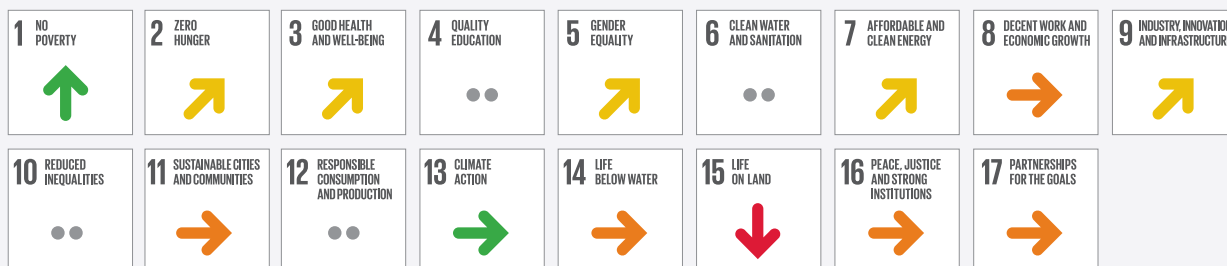 1 NO POVERTY
2 ZERO HUNGER
3 GOOD HEALTH AND WELL-BEING
4 QUALITY EDUCATION
5 GENDER EQUALITY
6 CLEAN WATER AND SANITATION
7 AFFORDABLE AND CLEAN ENERGY
8 DECENT WORK AND ECONOMIC GROWTH
9 INDUSTRY, INNOVATION AND INFRASTRUCTURE
10 REDUCED INEQUALITIES
11 SUSTAINABLE CITIES AND COMMUNITIES
12 RESPONSIBLE CONSUMPTION AND PRODUCTION
13 CLIMATE ACTION
14 LIFE BELOW WATER
15 LIFE ON LAND
16 PEACE, JUSTICE AND STRONG INSTITUTIONS
17 PARTNERSHIPS FOR THE GOALS